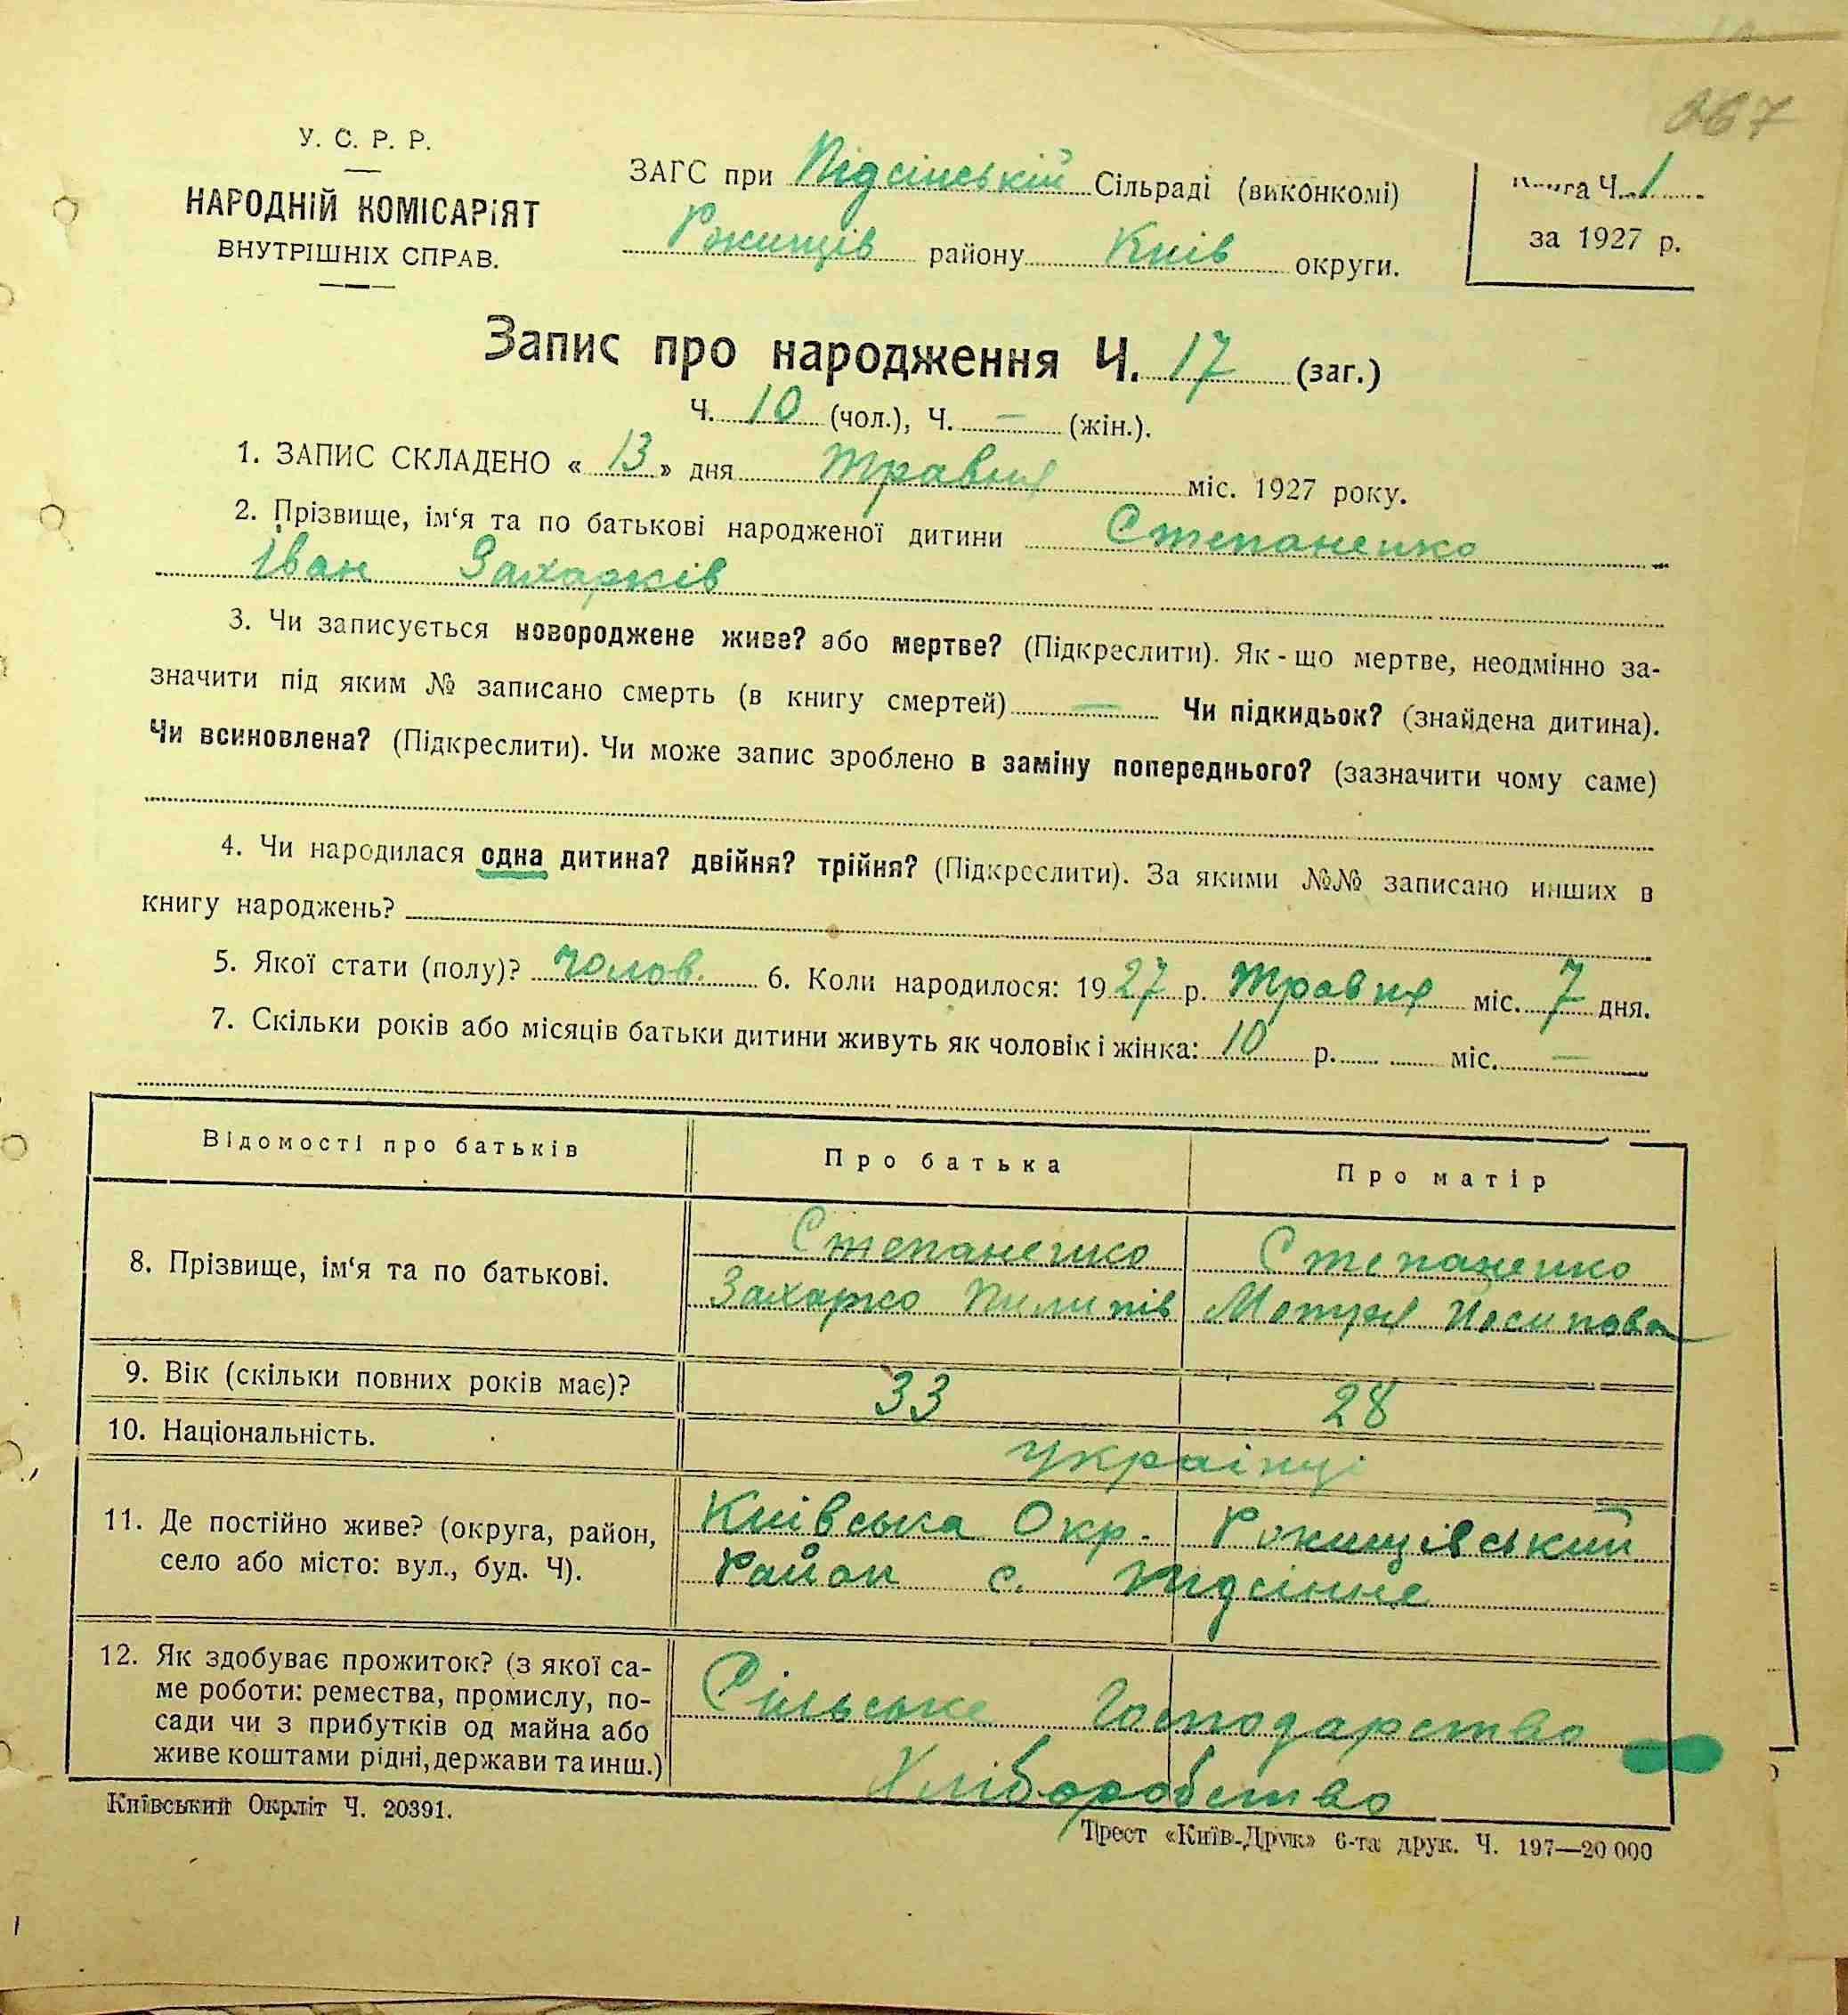 267
У. С. Р. Р.
НАРОДНІЙ КОМІСАРІЯТ
ВНУТРІШНІХ СПРАВ.
ЗАГС при Підсінській Сільраді (виконкомі)
Рокищів району Київ округи.
Книга Ч. 1
за 1927 р.
Запис про народження Ч. 17 (заг.)
Ч. 10 (чол.), Ч. — (жін.).
1. ЗАПИС СКЛАДЕНО « 13 » дня травня міс. 1927 року.
2. Прізвище, ім‘я та по батькові народженої дитини Степаненко
Іван Захарків
3. Чи записується новороджене живе? або мертве? (Підкреслити). Як-що мертве, неодмінно за-
значити під яким № записано смерть (в книгу смертей) — Чи підкидьок? (знайдена дитина).
Чи всиновлена? (Підкреслити). Чи може запис зроблено в заміну попереднього? (зазначити чому саме)
4. Чи народилася одна дитина? двійня? трійня? (Підкреслити). За якими №№ записано инших в
книгу народжень?
5. Якої стати (полу)? чолов. 6. Коли народилося: 1927 р. травня міс. 7 дня.
7. Скільки років або місяців батьки дитини живуть як чоловік і жінка: 10 р. міс. —
Відомості про батьків Про батька Про матір
8. Прізвище, ім‘я та по батькові.
Степаненко Степаненко
Захарко Пилипів Мотря Йосипова
9. Вік (скільки повних років має)? 33 28
10. Національність. українці
11. Де постійно живе? (округа, район,
село або місто: вул., буд. Ч).
Київська Окр. Рокищівський
Район с. Підсінне
12. Як здобуває прожиток? (з якої са-
ме роботи: ремества, промислу, по-
сади чи з прибутків од майна або
живе коштами рідні, держави та инш.)
Сільське Господарство
Хліборобство
Київський Окрліт Ч. 20391.
Трест «Київ-Друк» 6-та друк. Ч. 197—20 000